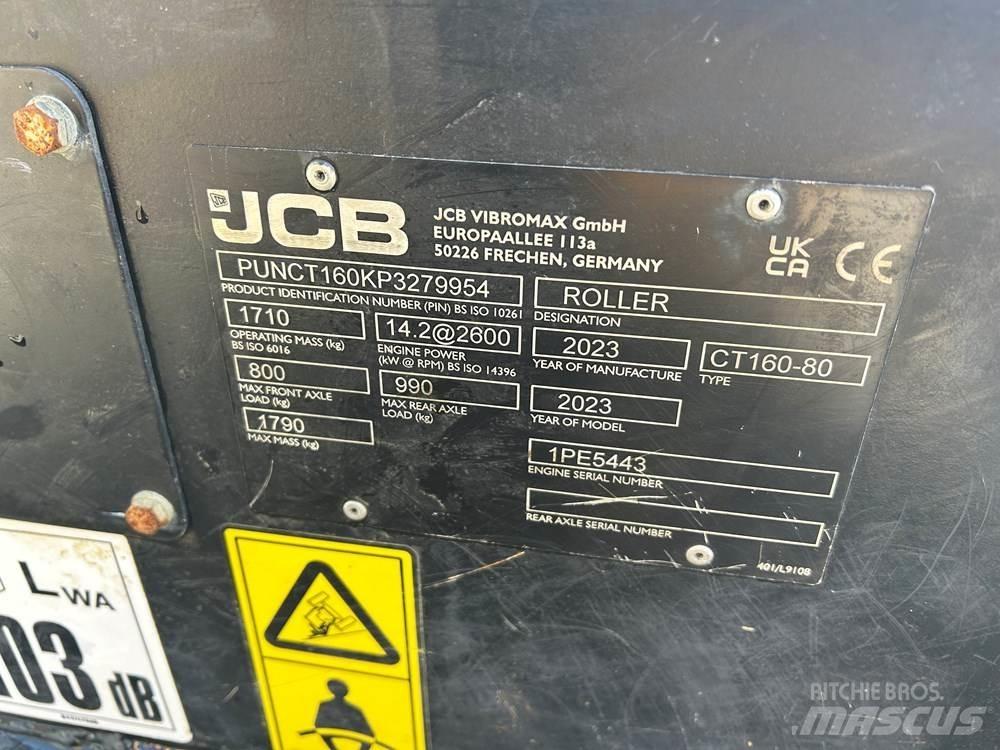 JCB
JCB VIBROMAX GmbH
EUROPAALLEE 113a
50226 FRECHEN, GERMANY
UK
CA
CE
PUNCT160KP3279954
PRODUCT IDENTIFICATION NUMBER (PIN) BS ISO 10261
ROLLER
DESIGNATION
1710
OPERATING MASS (kg)
BS ISO 6016
14.2@2600
ENGINE POWER
(kW @ RPM) BS ISO 14396
2023
YEAR OF MANUFACTURE
CT160-80
TYPE
800
MAX FRONT AXLE
LOAD (kg)
990
MAX REAR AXLE
LOAD (kg)
2023
YEAR OF MODEL
1790
MAX MASS (kg)
1PE5443
ENGINE SERIAL NUMBER
REAR AXLE SERIAL NUMBER
401/L9108
LWA
103 dB
RITCHIE BROS.
MASCUS